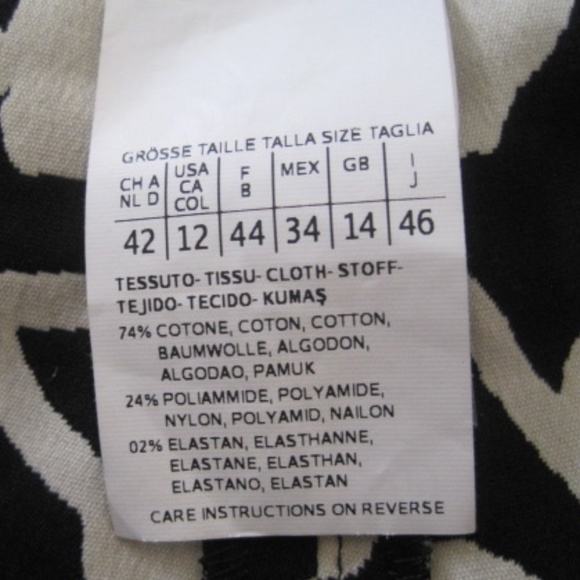 GRÖSSE TAILLE TALLA SIZE TAGLIA
CH A NL D | USA CA COL | F B | MEX | GB | I J
42 | 12 | 44 | 34 | 14 | 46
TESSUTO- TISSU- CLOTH- STOFF-
TEJIDO- TECIDO- KUMAŞ
74% COTONE, COTON, COTTON,
BAUMWOLLE, ALGODON,
ALGODAO, PAMUK
24% POLIAMMIDE, POLYAMIDE,
NYLON, POLYAMID, NAILON
02% ELASTAN, ELASTHANNE,
ELASTANE, ELASTHAN,
ELASTANO, ELASTAN
CARE INSTRUCTIONS ON REVERSE